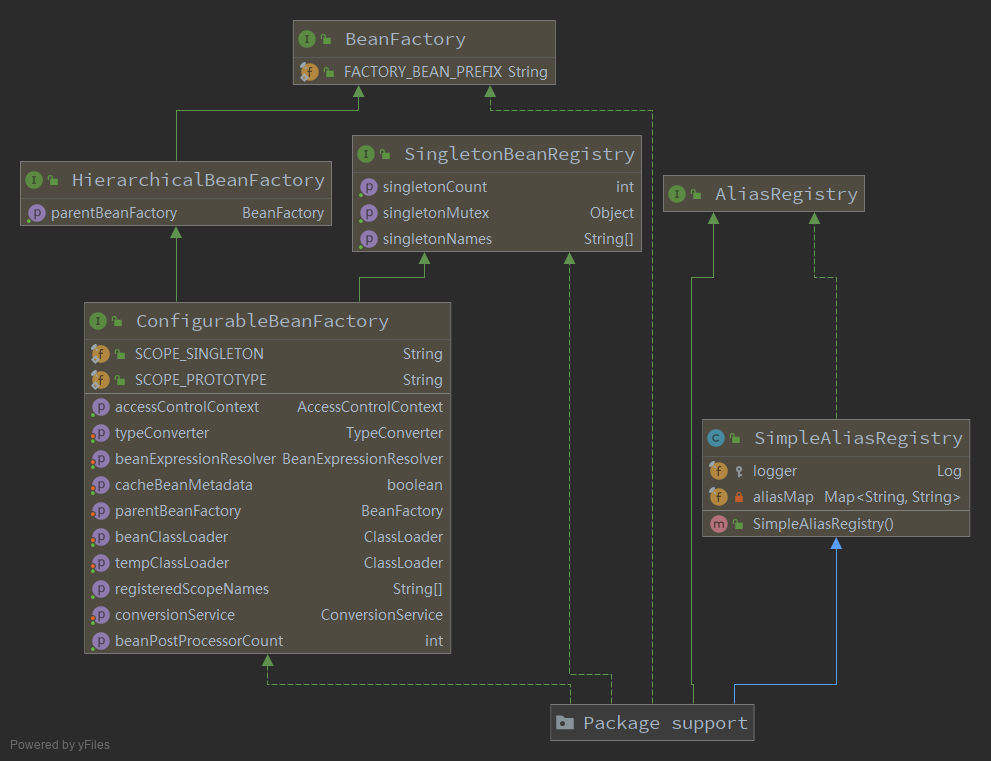 BeanFactory
FACTORY_BEAN_PREFIX String
SingletonBeanRegistry
singletonCount int
singletonMutex Object
singletonNames String[]
HierarchicalBeanFactory
parentBeanFactory BeanFactory
AliasRegistry
ConfigurableBeanFactory
SCOPE_SINGLETON String
SCOPE_PROTOTYPE String
accessControlContext AccessControlContext
typeConverter TypeConverter
beanExpressionResolver BeanExpressionResolver
cacheBeanMetadata boolean
parentBeanFactory BeanFactory
beanClassLoader ClassLoader
tempClassLoader ClassLoader
registeredScopeNames String[]
conversionService ConversionService
beanPostProcessorCount int
SimpleAliasRegistry
logger Log
aliasMap Map<String, String>
SimpleAliasRegistry()
Package support
Powered by yFiles